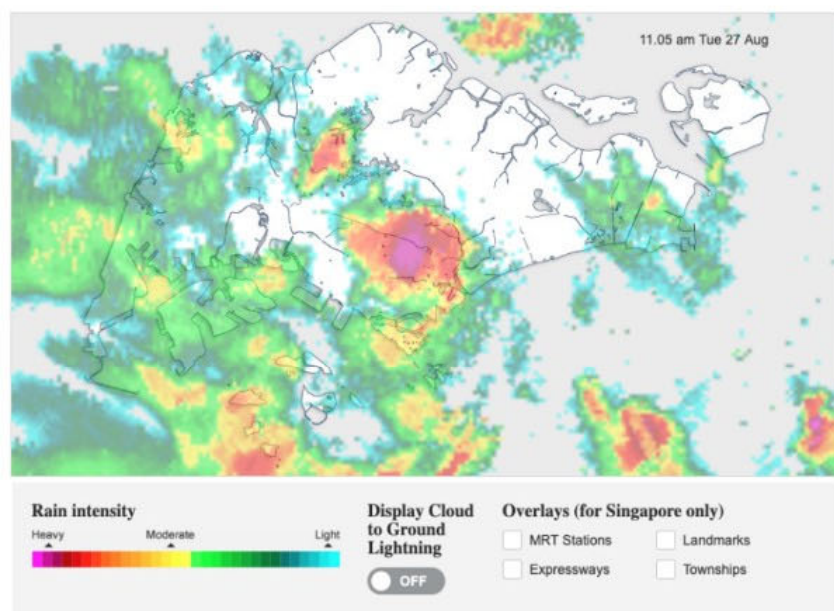 11.05 am Tue 27 Aug
Rain intensity
Heavy
Moderate
Light
Display Cloud
to Ground
Lightning
OFF
Overlays (for Singapore only)
MRT Stations
Landmarks
Expressways
Townships